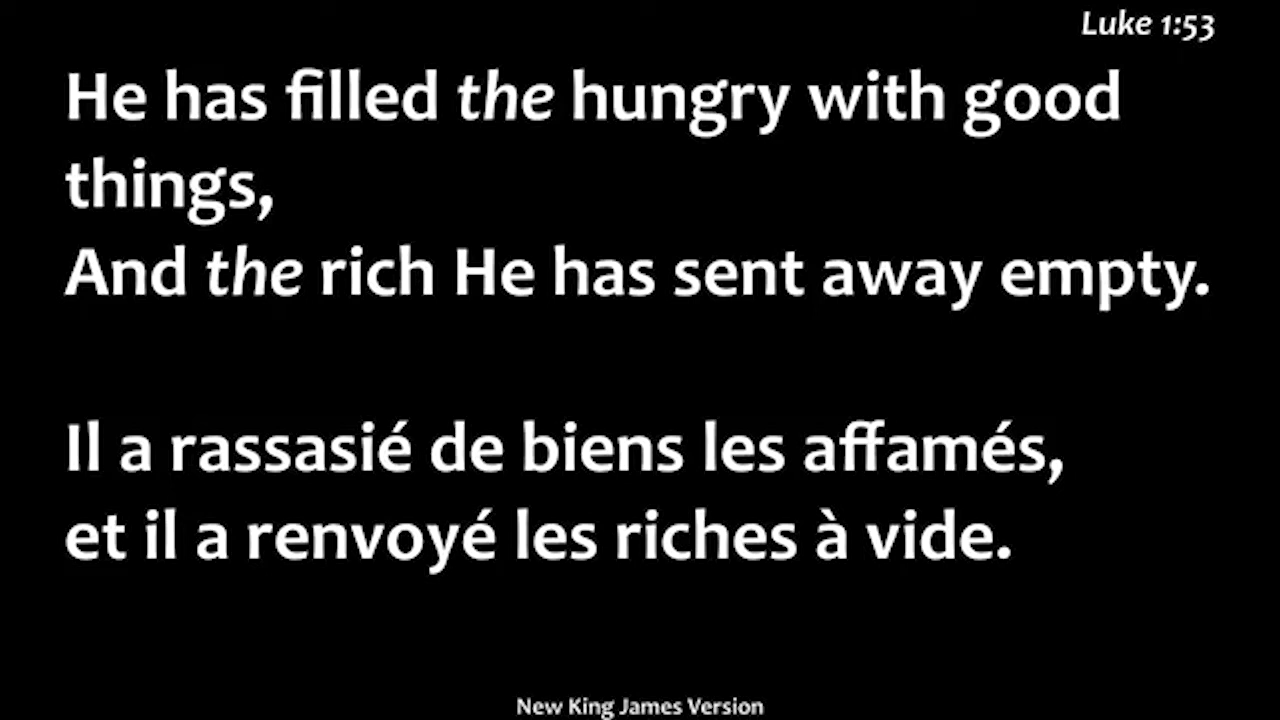 Luke 1:53
He has filled the hungry with good
things,
And the rich He has sent away empty.
Il a rassasié de biens les affamés,
et il a renvoyé les riches à vide.
New King James Version